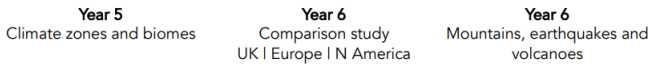 Year 5
Climate zones and biomes
Year 6
Comparison study
UK | Europe | N America
Year 6
Mountains, earthquakes and
volcanoes